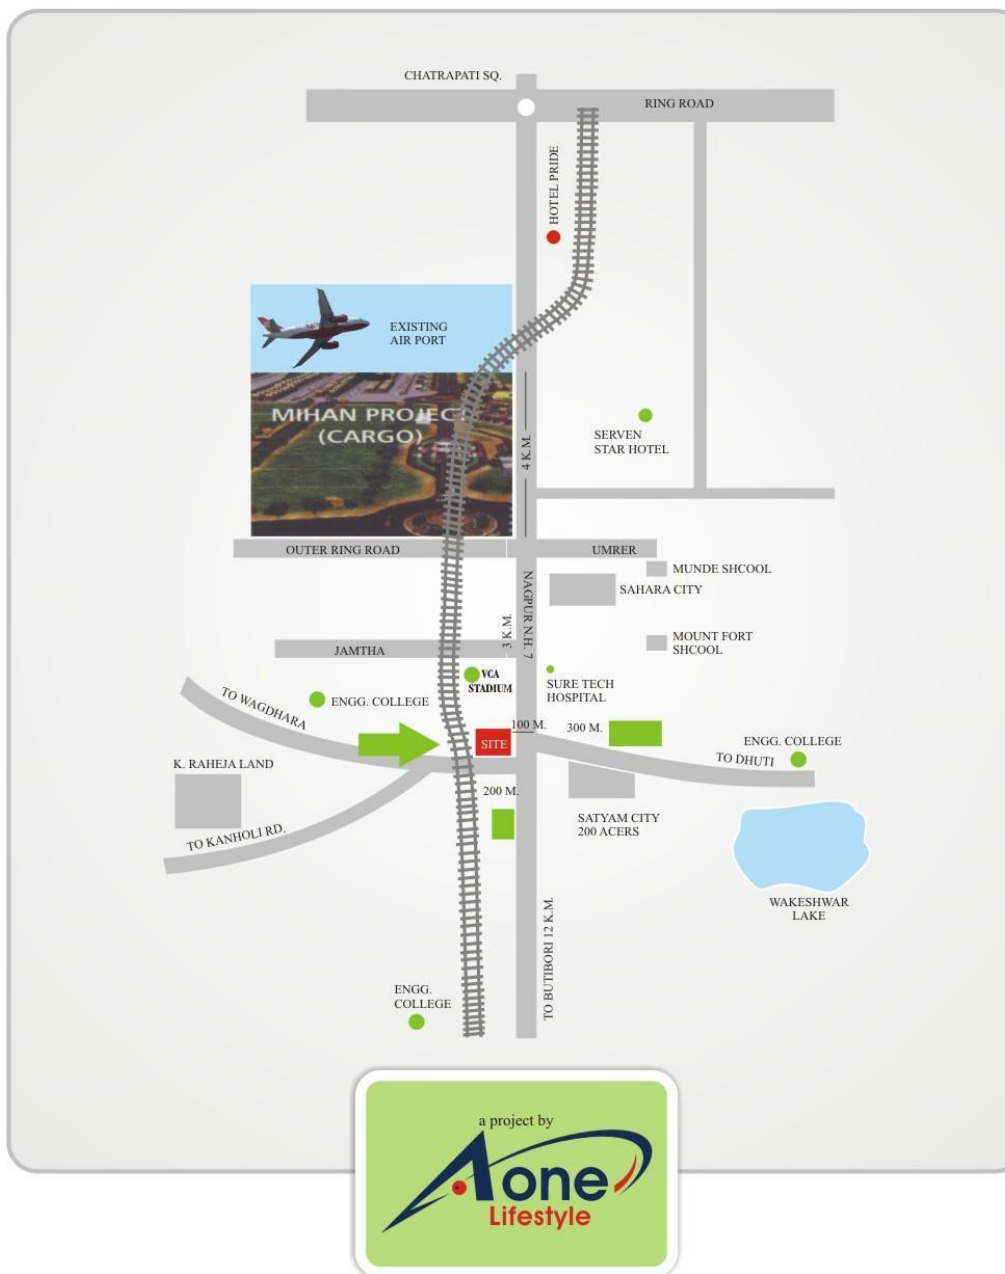 CHATRAPATI SQ.
RING ROAD
HOTEL PRIDE
EXISTING
AIR PORT
MIHAN PROJECT
(CARGO)
4 K.M.
SERVEN
STAR HOTEL
OUTER RING ROAD
UMRER
MUNDE SHCOOL
SAHARA CITY
NAGPUR N.H. 7
3 K.M.
MOUNT FORT
SHCOOL
JAMTHA
VCA
STADIUM
SURE TECH
HOSPITAL
TO WAGDHARA
ENGG. COLLEGE
100 M.
300 M.
SITE
ENGG. COLLEGE
TO DHUTI
K. RAHEJA LAND
200 M.
SATYAM CITY
200 ACERS
TO KANHOLI RD.
WAKESHWAR
LAKE
TO BUTIBORI 12 K.M.
ENGG.
COLLEGE
a project by
Aone
Lifestyle